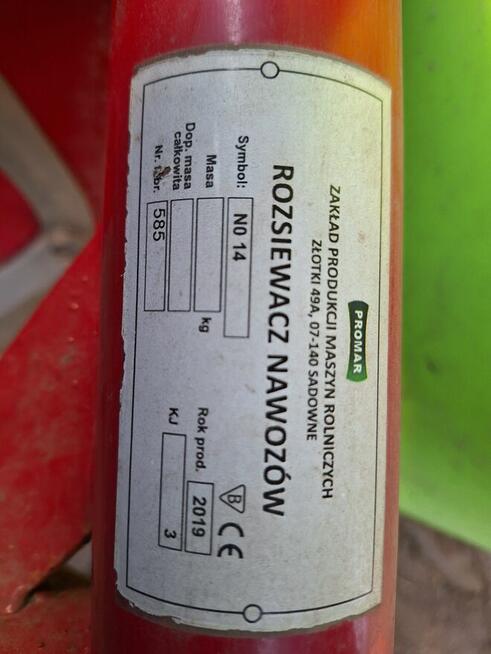 PROMAR
ZAKŁAD PRODUKCJI MASZYN ROLNICZYCH
ZŁOTKI 49A, 07-140 SADOWNE
ROZSIEWACZ NAWOZÓW
Symbol: N0 14
B CE
Masa kg
Rok prod. 2019
Dop. masa
całkowita
KJ 3
Nr. fabr. 585